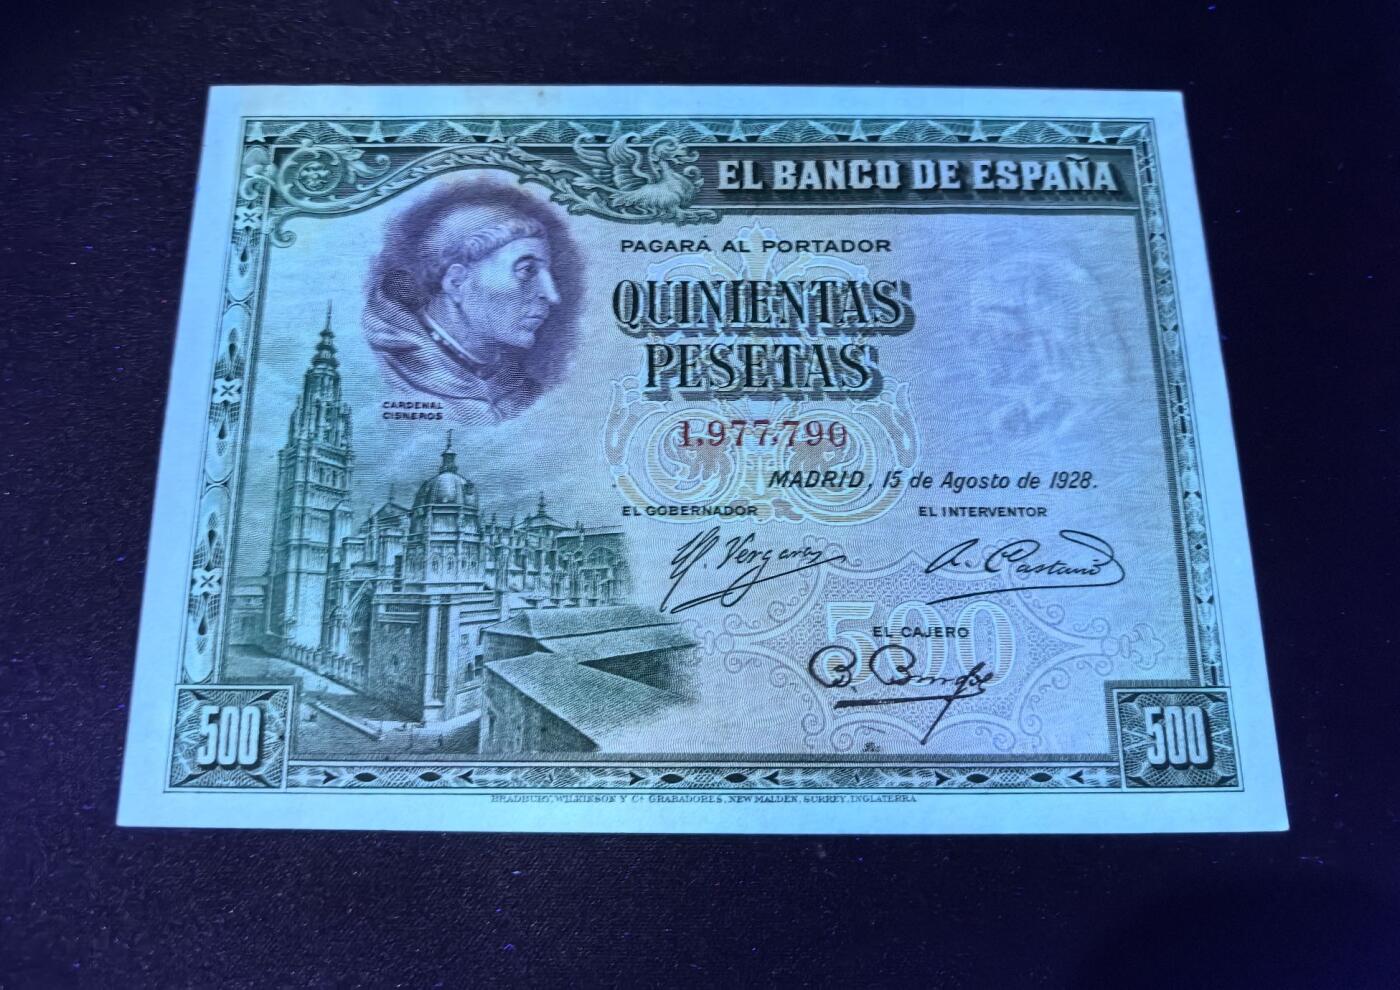 EL BANCO DE ESPAÑA
PAGARÁ AL PORTADOR
QUINIENTAS
PESETAS
CARDENAL
CISNEROS
1,977,790
MADRID, 15 de Agosto de 1928.
EL GOBERNADOR
EL INTERVENTOR
500
EL CAJERO
500
500
BRADBURY, WILKINSON Y Cª GRABADORES, NEW MALDEN, SURREY, INGLATERRA